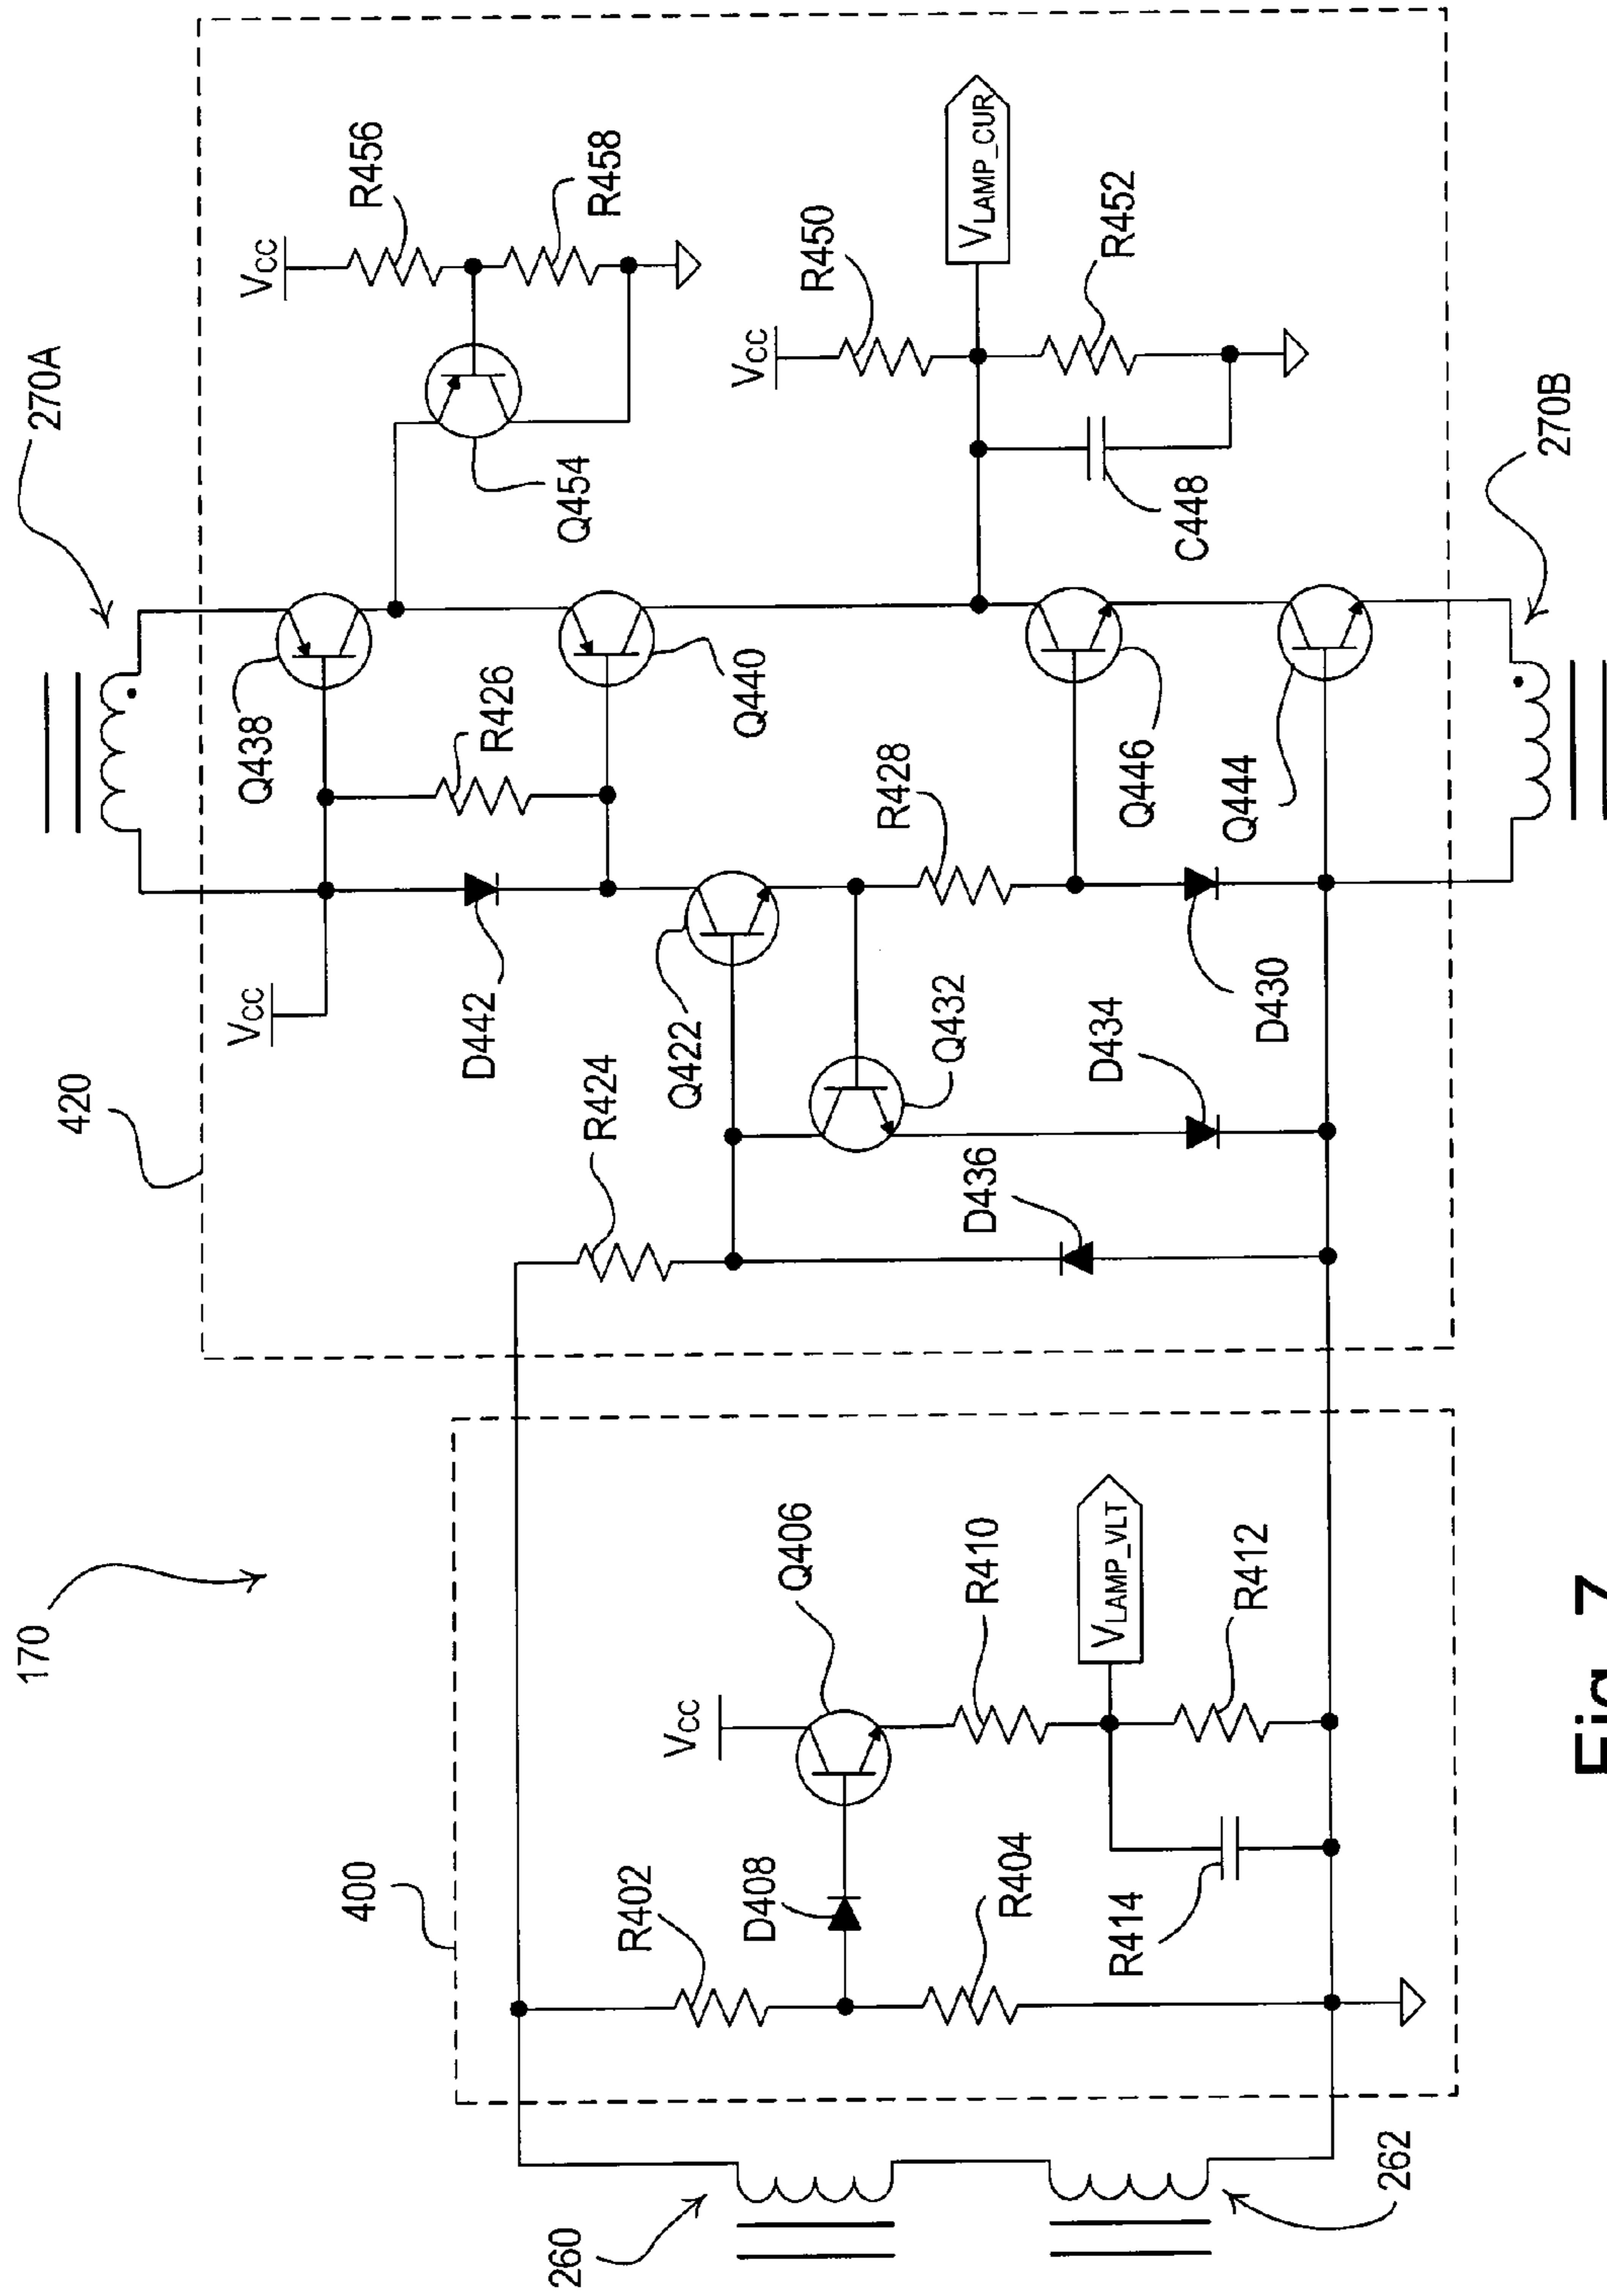 170
420
270A
VCC
R456
R458
Q454
Q438
R426
Q440
VCC
D442
R424
Q422
Q432
R428
VCC
R450
VLAMP_CUR
R452
C448
Q446
Q444
270B
D430
D434
D436
400
VCC
Q406
R402
D408
R404
R410
VLAMP_VLT
R412
R414
260
262
Fig. 7